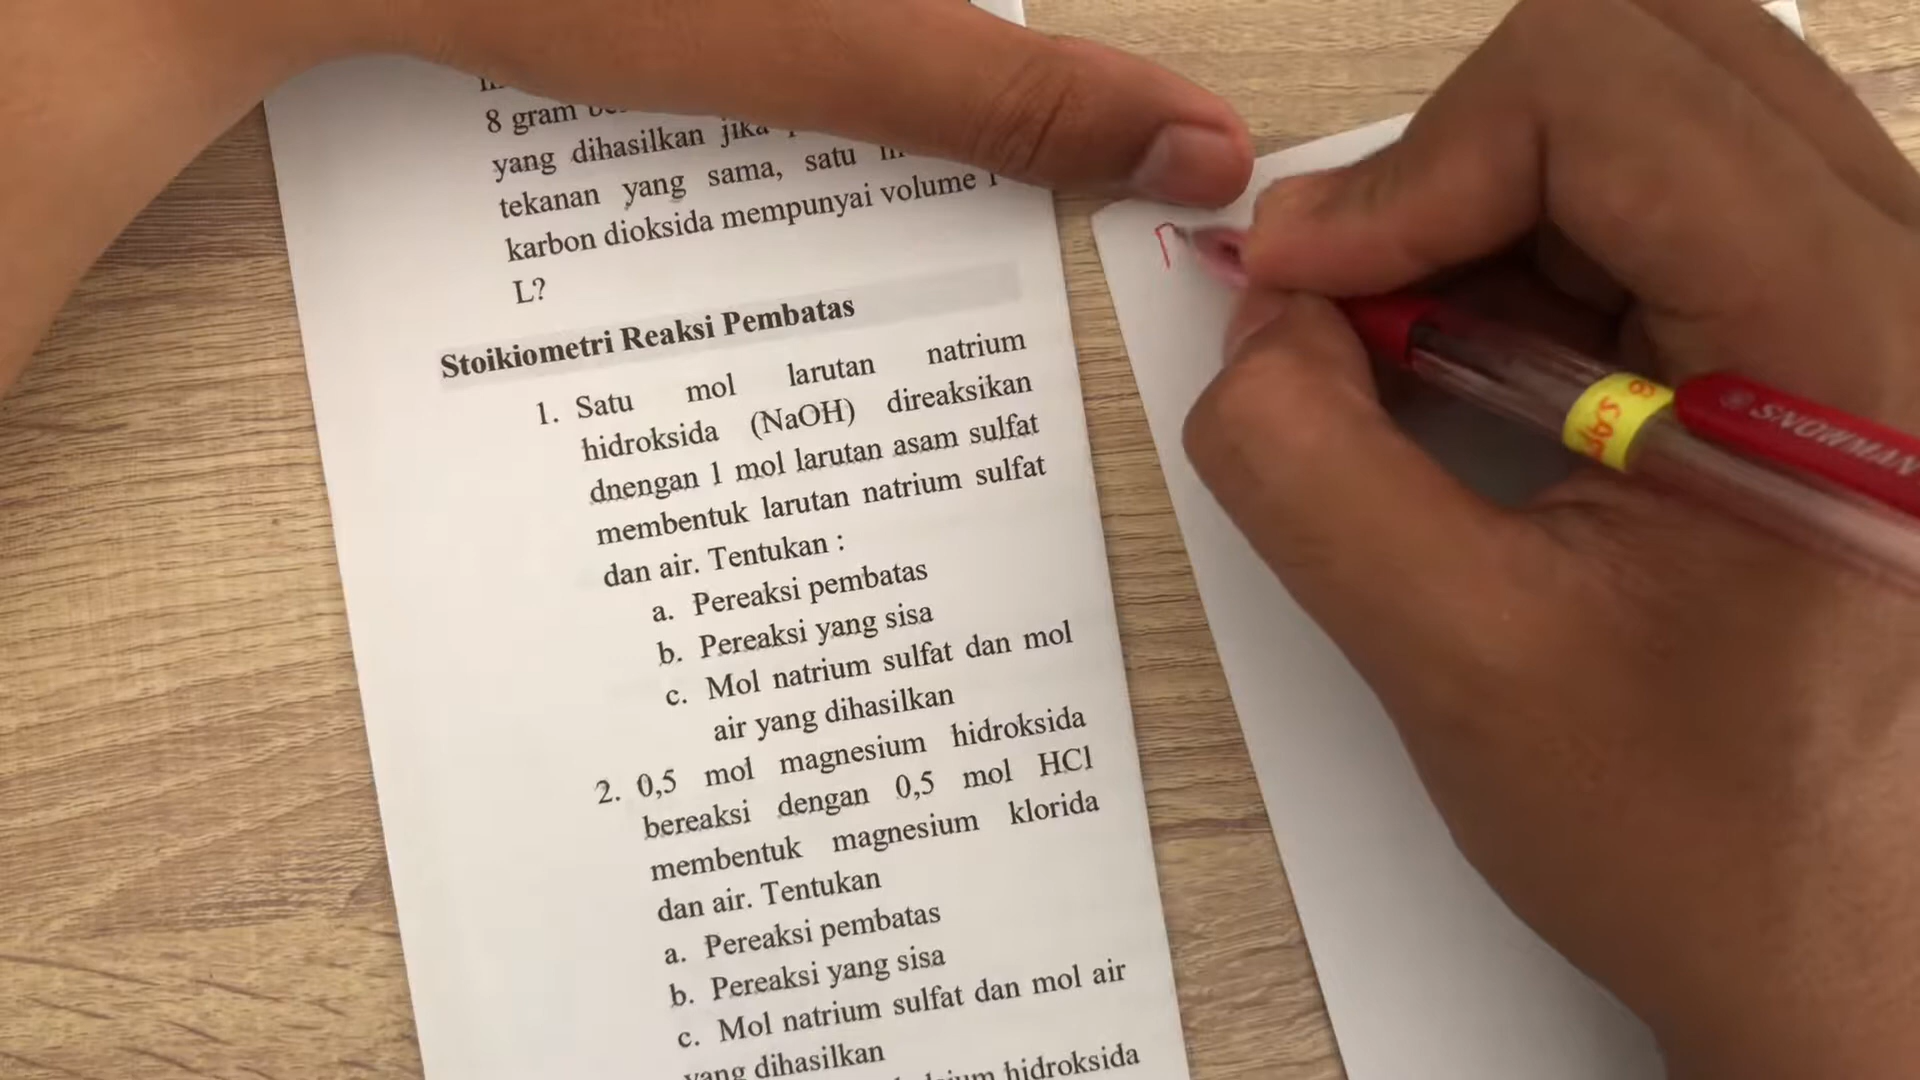 8 gram
yang dihasilkan jika
tekanan yang sama, satu
karbon dioksida mempunyai volume 1
L?
Stoikiometri Reaksi Pembatas
1. Satu mol larutan natrium
hidroksida (NaOH) direaksikan
dnengan 1 mol larutan asam sulfat
membentuk larutan natrium sulfat
dan air. Tentukan :
a. Pereaksi pembatas
b. Pereaksi yang sisa
c. Mol natrium sulfat dan mol
air yang dihasilkan
2. 0,5 mol magnesium hidroksida
bereaksi dengan 0,5 mol HCl
membentuk magnesium klorida
dan air. Tentukan
a. Pereaksi pembatas
b. Pereaksi yang sisa
c. Mol natrium sulfat dan mol air
yang dihasilkan
hidroksida
SNOWMAN